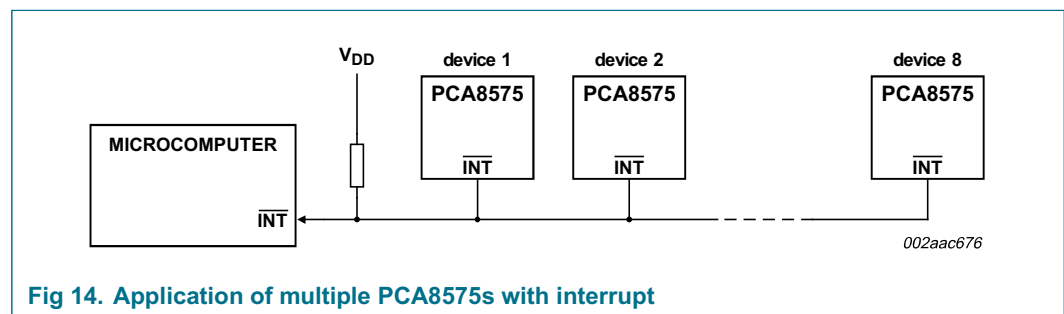 VDD
device 1
device 2
device 8
PCA8575
PCA8575
PCA8575
MICROCOMPUTER
INT
INT
INT
INT
002aac676
Fig 14. Application of multiple PCA8575s with interrupt